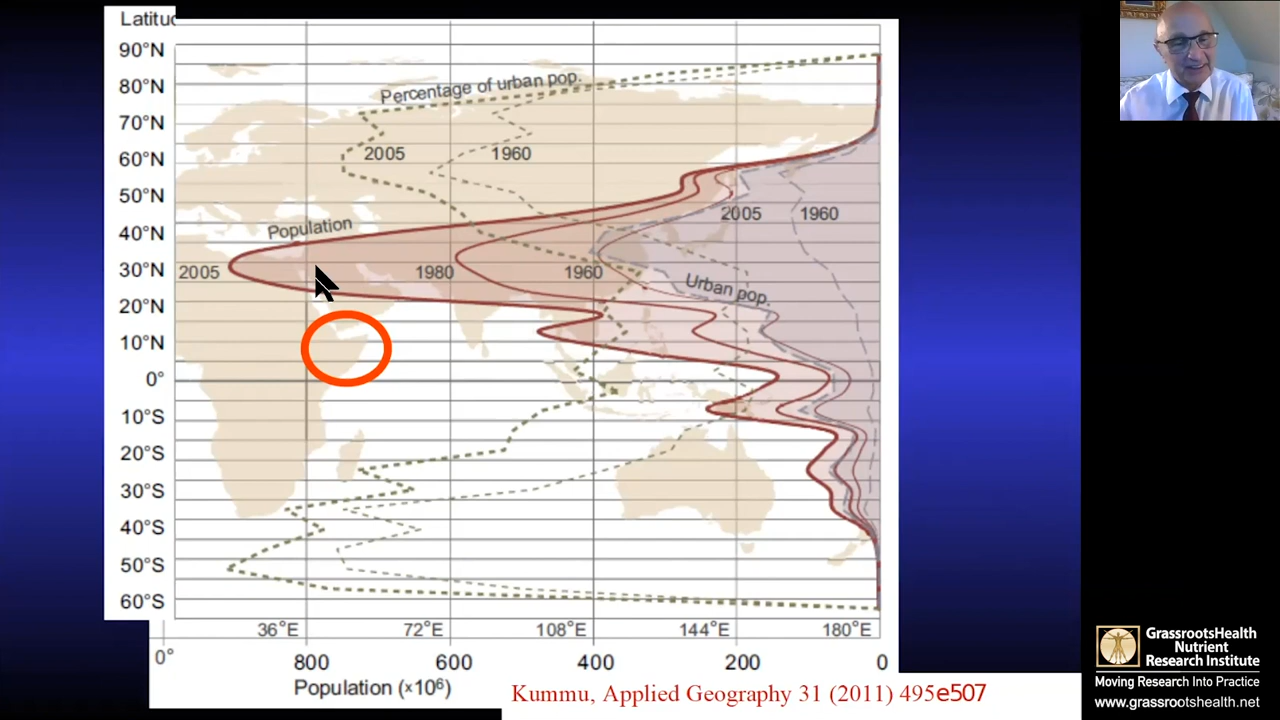 Latitud
90°N
80°N
70°N
60°N
50°N
40°N
30°N
20°N
10°N
0°
10°S
20°S
30°S
40°S
50°S
60°S
Percentage of urban pop.
2005
1960
Population
2005
1980
1960
2005
1960
Urban pop.
36°E
72°E
108°E
144°E
180°E
0°
800
600
400
200
0
Population (×10⁶)
Kummu, Applied Geography 31 (2011) 495e507
GrassrootsHealth
Nutrient
Research Institute
Moving Research Into Practice
www.grassrootshealth.net